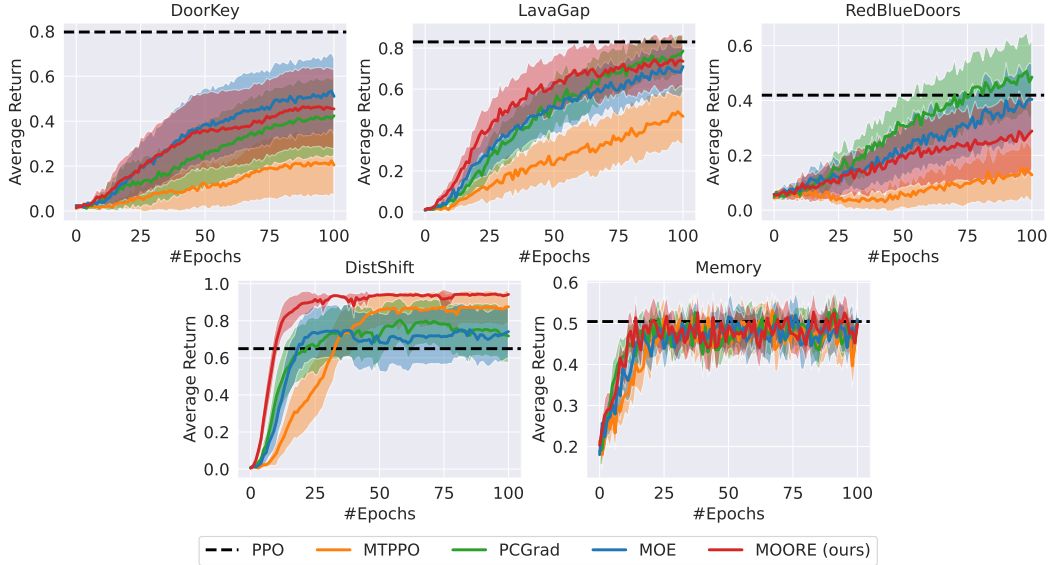 DoorKey
LavaGap
RedBlueDoors
Average Return
0.8
0.6
0.4
0.2
0.0
0 25 50 75 100
#Epochs
Average Return
0.8
0.6
0.4
0.2
0.0
0 25 50 75 100
#Epochs
Average Return
0.6
0.4
0.2
0.0
0 25 50 75 100
#Epochs
DistShift
Memory
Average Return
1.0
0.8
0.6
0.4
0.2
0.0
0 25 50 75 100
#Epochs
Average Return
0.6
0.5
0.4
0.3
0.2
0 25 50 75 100
#Epochs
PPO MTPPO PCGrad MOE MOORE (ours)